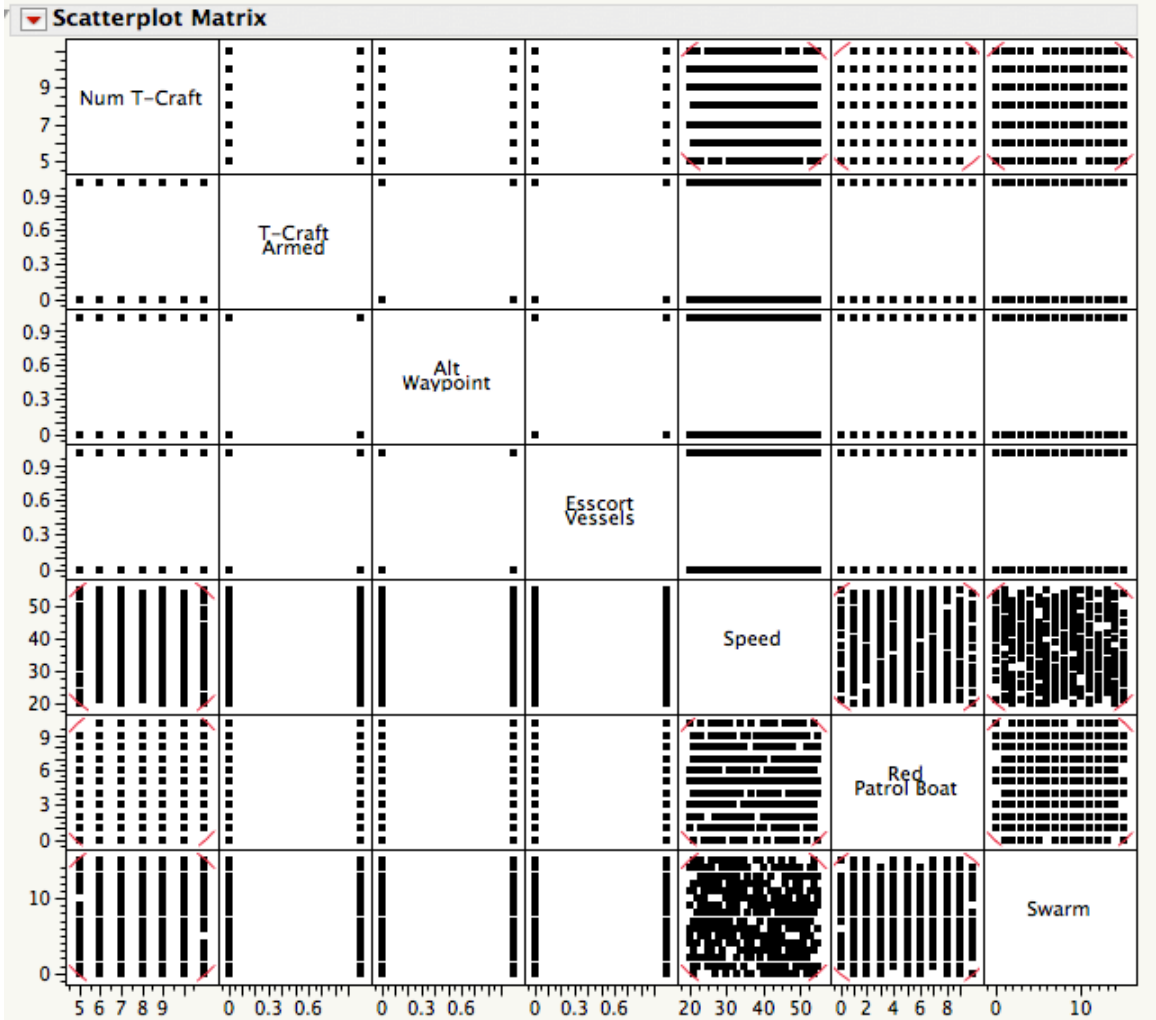 Scatterplot Matrix
9
7
5
Num T-Craft
0.9
0.6
0.3
0
T-Craft
Armed
0.9
0.6
0.3
0
Alt
Waypoint
0.9
0.6
0.3
0
Esscort
Vessels
50
40
30
20
Speed
9
6
3
0
Red
Patrol Boat
10
0
Swarm
5 6 7 8 9 0 0.3 0.6 0 0.3 0.6 0 0.3 0.6 20 30 40 50 0 2 4 6 8 0 10